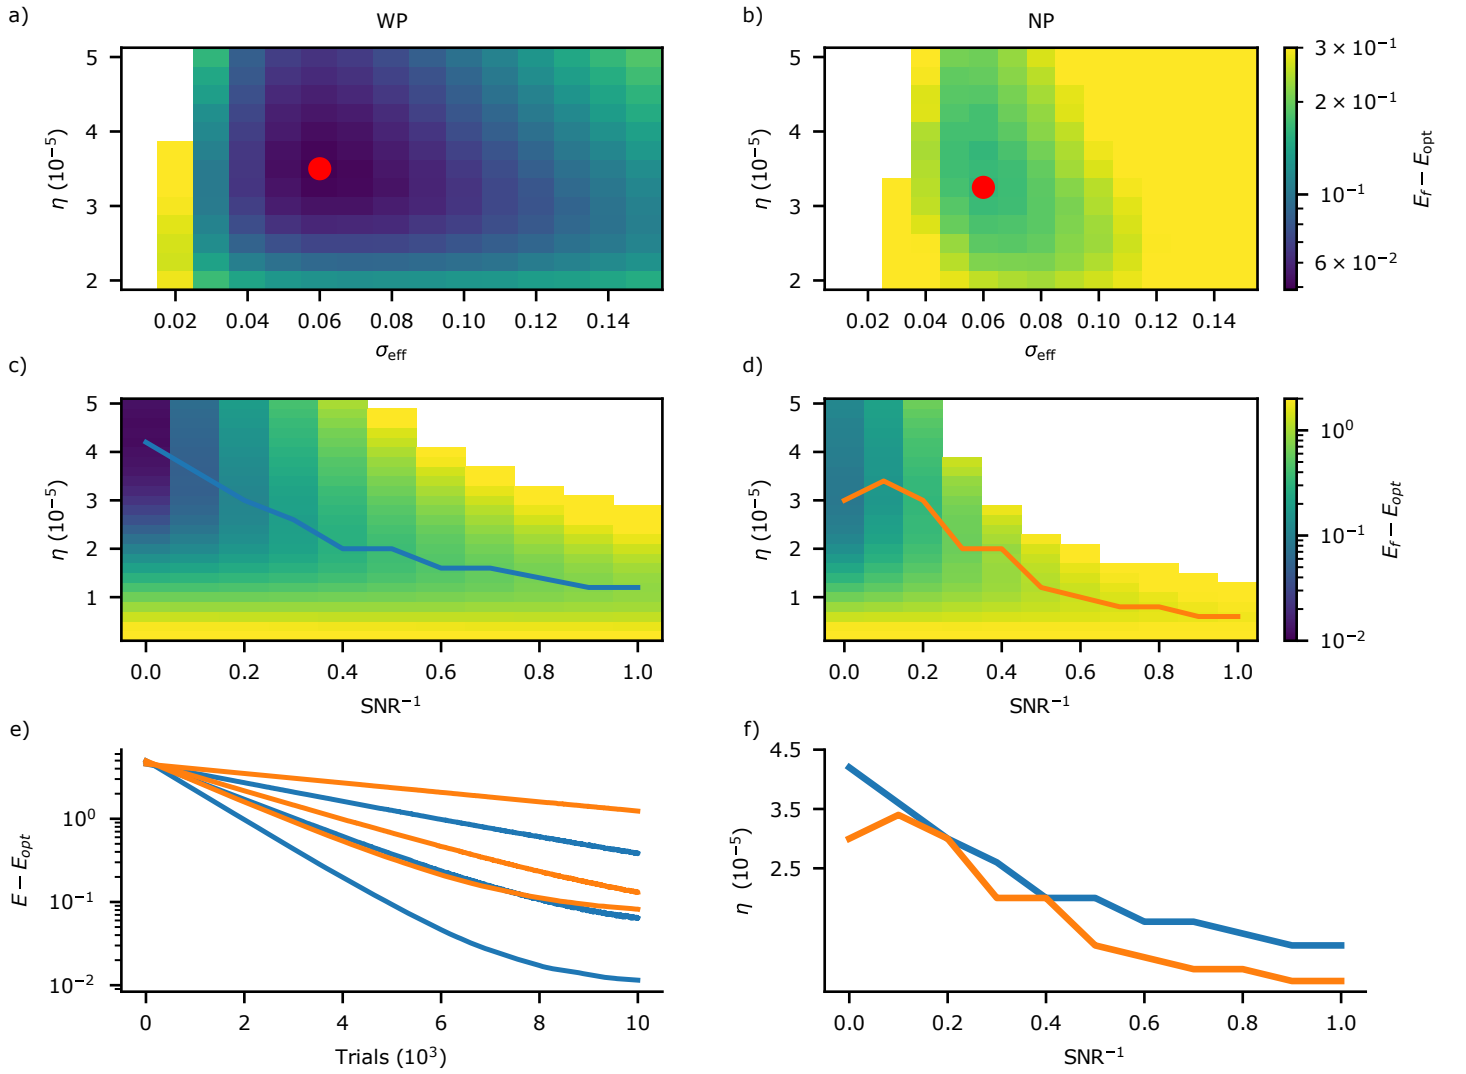 a)
WP
b)
NP
5
4
3
2
η (10⁻⁵)
0.02 0.04 0.06 0.08 0.10 0.12 0.14
σeff
5
4
3
2
η (10⁻⁵)
0.02 0.04 0.06 0.08 0.10 0.12 0.14
σeff
3 × 10⁻¹
2 × 10⁻¹
10⁻¹
6 × 10⁻²
E_f − E_opt
c)
5
4
3
2
1
η (10⁻⁵)
0.0 0.2 0.4 0.6 0.8 1.0
SNR⁻¹
d)
5
4
3
2
1
η (10⁻⁵)
0.0 0.2 0.4 0.6 0.8 1.0
SNR⁻¹
10⁰
10⁻¹
10⁻²
E_f − E_opt
e)
10⁰
10⁻¹
10⁻²
E − E_opt
0 2 4 6 8 10
Trials (10³)
f)
4.5
3.5
2.5
η (10⁻⁵)
0.0 0.2 0.4 0.6 0.8 1.0
SNR⁻¹